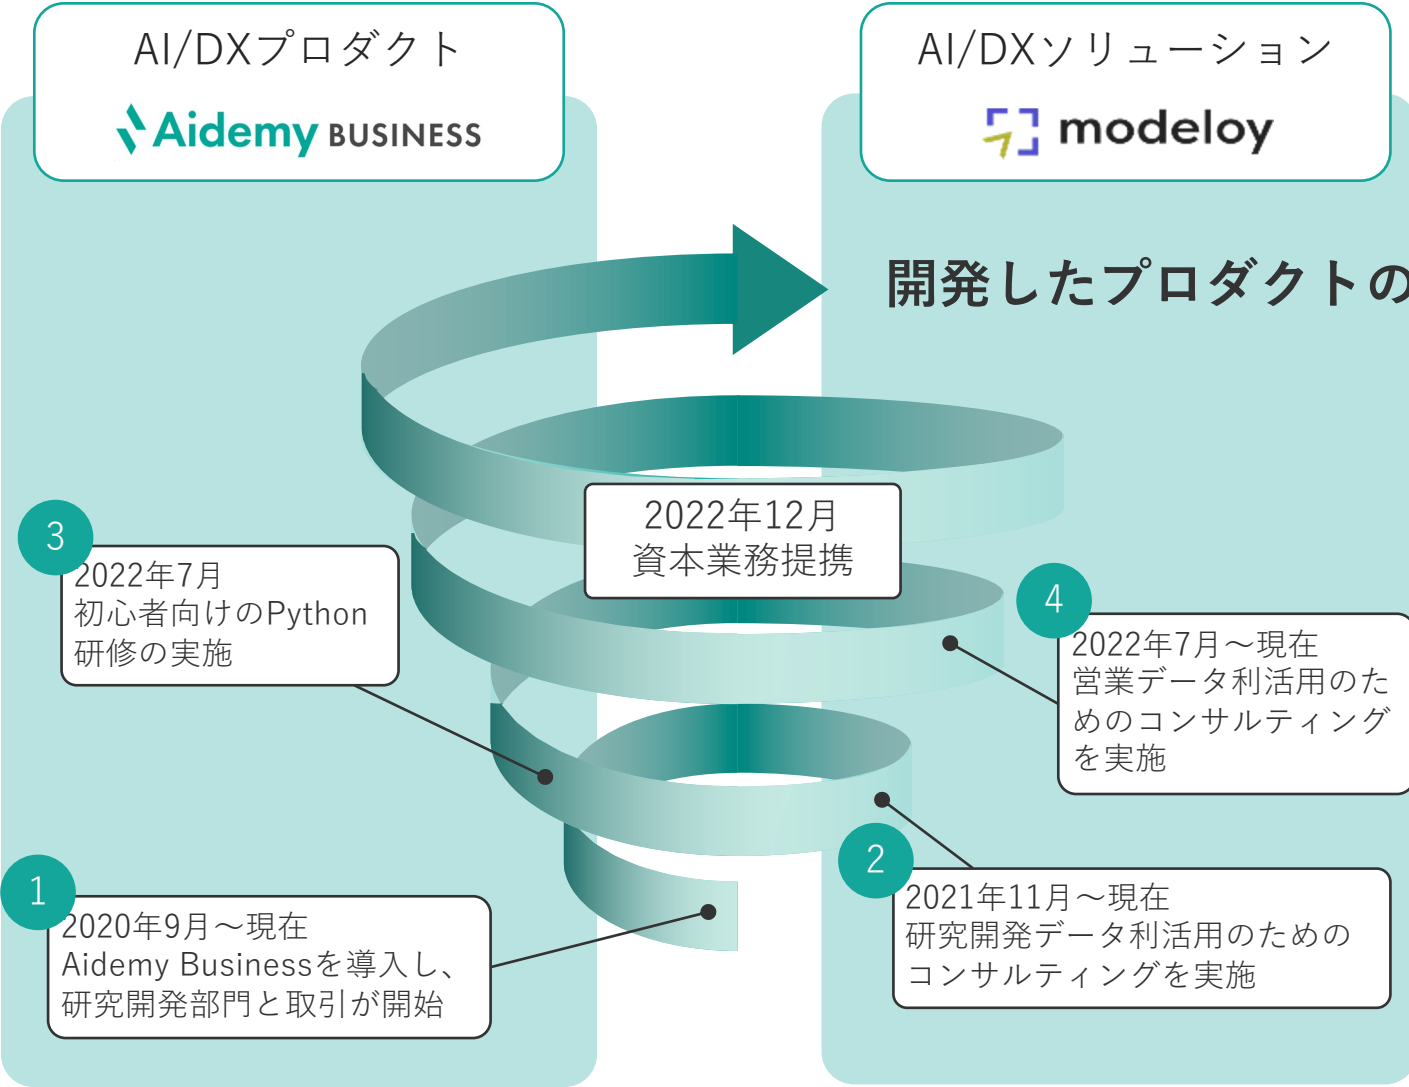 AI/DXプロダクト
Aidemy BUSINESS
AI/DXソリューション
modeloy
開発したプロダクトの
2022年12月
資本業務提携
3
2022年7月
初心者向けのPython
研修の実施
4
2022年7月～現在
営業データ利活用のた
めのコンサルティング
を実施
1
2020年9月～現在
Aidemy Businessを導入し、
研究開発部門と取引が開始
2
2021年11月～現在
研究開発データ利活用のための
コンサルティングを実施